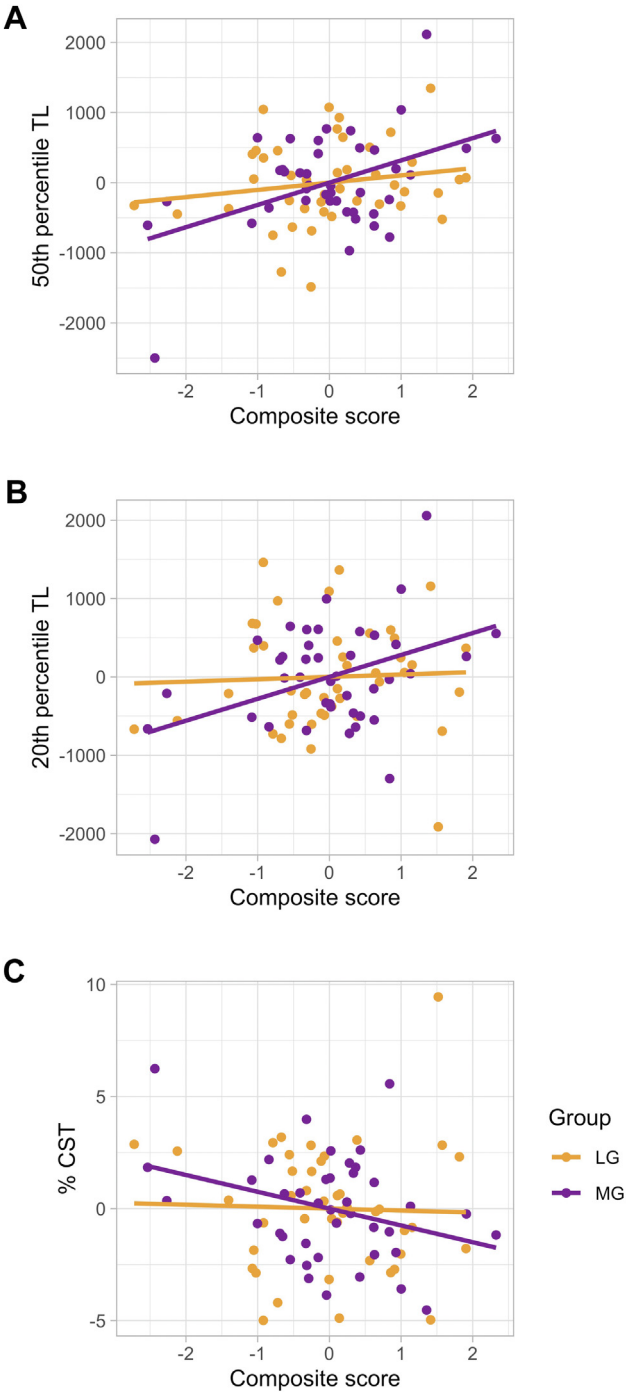 A
50th percentile TL
2000
1000
0
-1000
-2000
-2 -1 0 1 2
Composite score
B
20th percentile TL
2000
1000
0
-1000
-2000
-2 -1 0 1 2
Composite score
C
% CST
10
5
0
-5
-2 -1 0 1 2
Composite score
Group
LG
MG